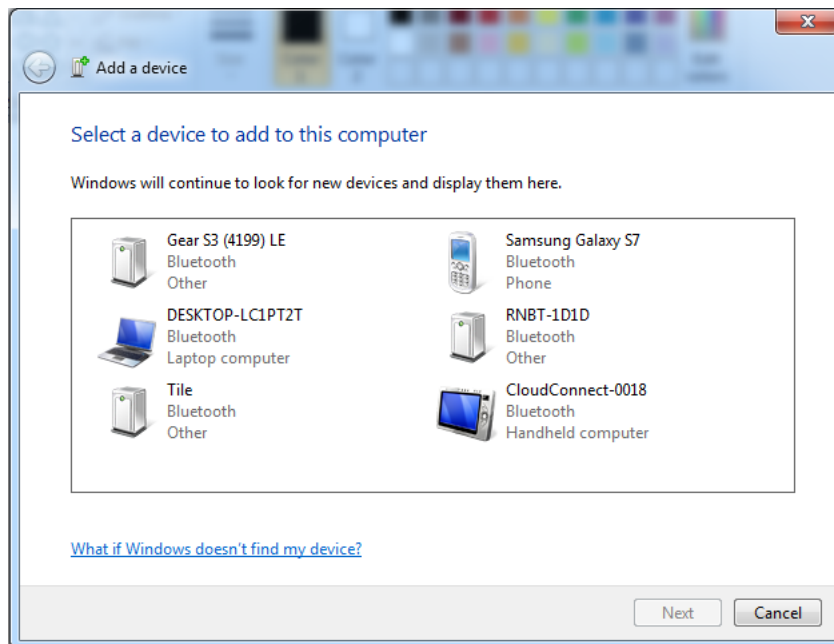 Add a device
Select a device to add to this computer
Windows will continue to look for new devices and display them here.
Gear S3 (4199) LE
Bluetooth
Other
Samsung Galaxy S7
Bluetooth
Phone
DESKTOP-LC1PT2T
Bluetooth
Laptop computer
RNBT-1D1D
Bluetooth
Other
Tile
Bluetooth
Other
CloudConnect-0018
Bluetooth
Handheld computer
What if Windows doesn't find my device?
Next
Cancel